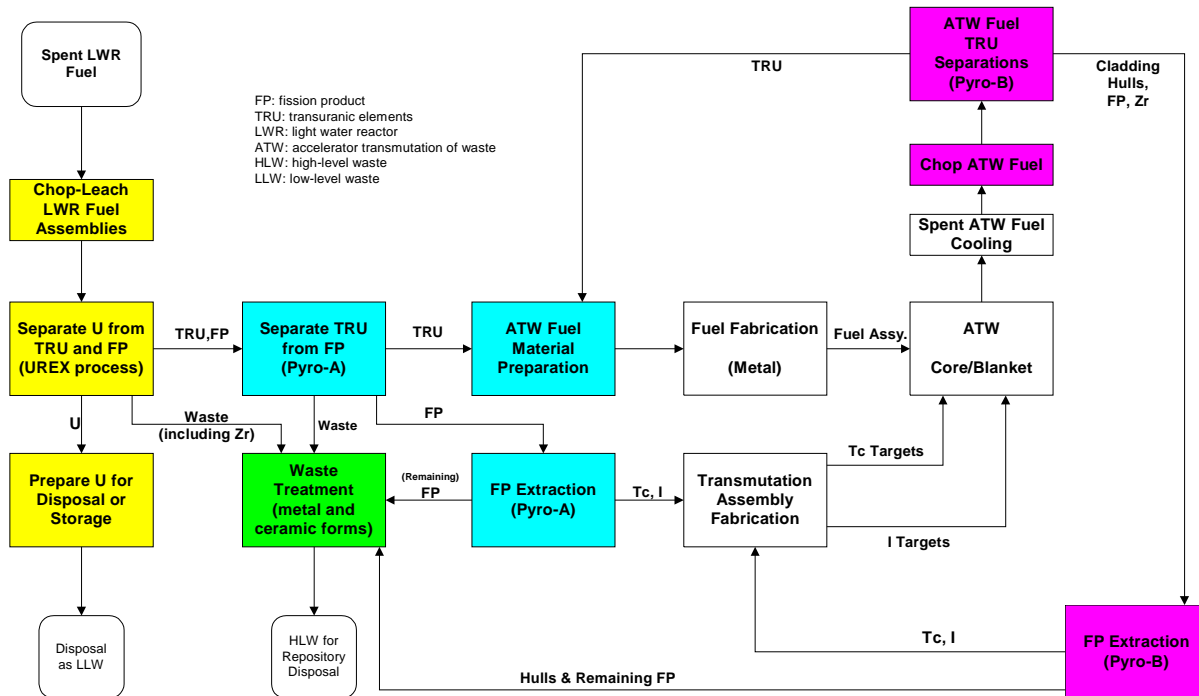 Spent LWR
Fuel
FP: fission product
TRU: transuranic elements
LWR: light water reactor
ATW: accelerator transmutation of waste
HLW: high-level waste
LLW: low-level waste
TRU
ATW Fuel
TRU
Separations
(Pyro-B)
Cladding
Hulls,
FP, Zr
Chop ATW Fuel
Chop-Leach
LWR Fuel
Assemblies
Spent ATW Fuel
Cooling
Separate U from
TRU and FP
(UREX process)
TRU,FP
Separate TRU
from FP
(Pyro-A)
TRU
ATW Fuel
Material
Preparation
Fuel Fabrication
(Metal)
Fuel Assy.
ATW
Core/Blanket
U
Waste
(including Zr)
Waste
FP
Tc Targets
Prepare U for
Disposal or
Storage
Waste
Treatment
(metal and
ceramic forms)
(Remaining)
FP
FP Extraction
(Pyro-A)
Tc, I
Transmutation
Assembly
Fabrication
I Targets
Disposal
as LLW
HLW for
Repository
Disposal
Tc, I
FP Extraction
(Pyro-B)
Hulls & Remaining FP